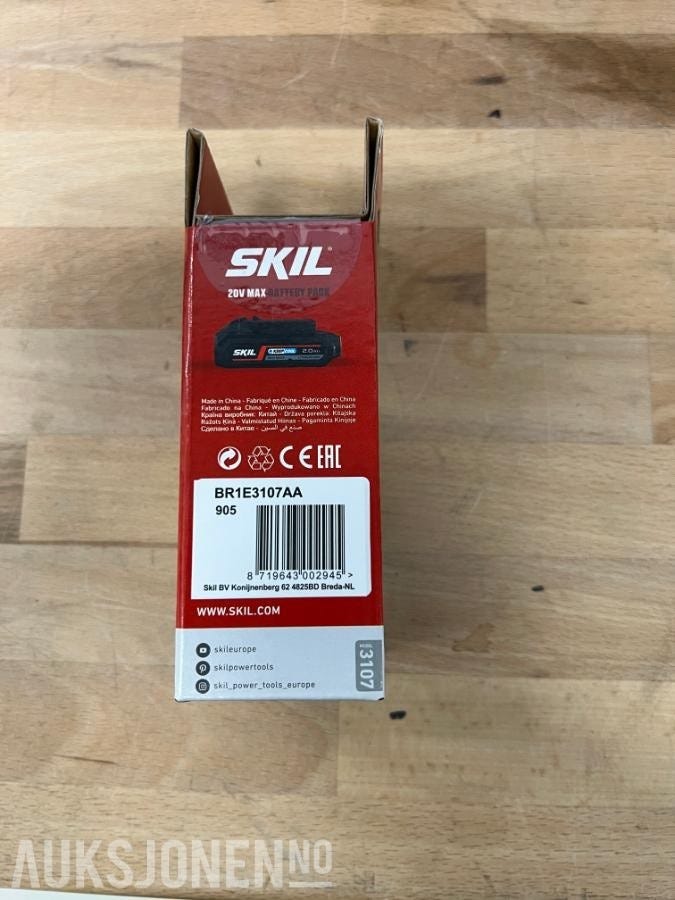 SKIL®
20V MAX BATTERY PACK
SKIL 2.0Ah
Made in China - Fabriqué en Chine - Fabricado en China
Fabricado na China - Wyprodukowano w Chinach
Країна виробник: Китай - Država porekla: Kitajska
Ražots Ķīnā - Valmistatud Hiinas - Pagaminta Kinijoje
Сделано в Китае - صنع في الصين
CE EAC
BR1E3107AA
905
8 719643 002945 >
Skil BV Konijnenberg 62 4825BD Breda-NL
WWW.SKIL.COM
skileurope
skilpowertools
skil_power_tools_europe
3107
AUKSJONEN.NO